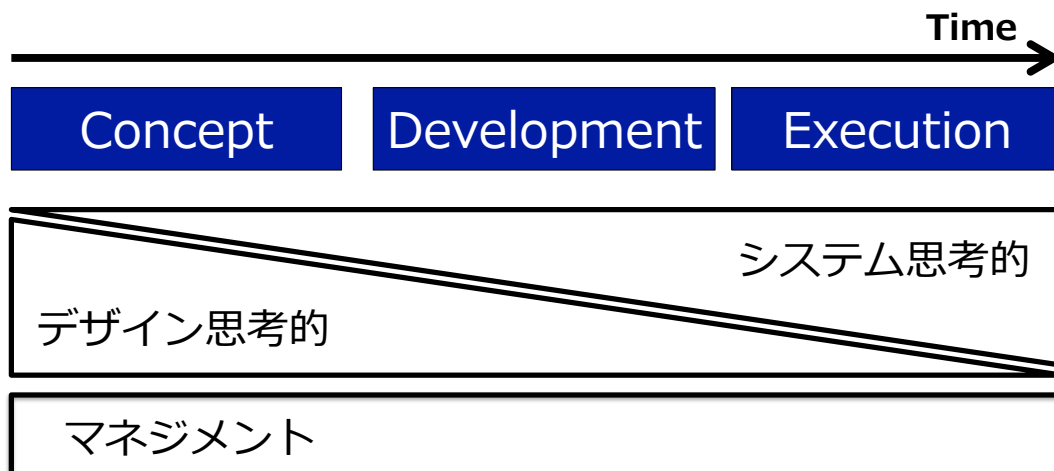 Time
Concept
Development
Execution
システム思考的
デザイン思考的
マネジメント